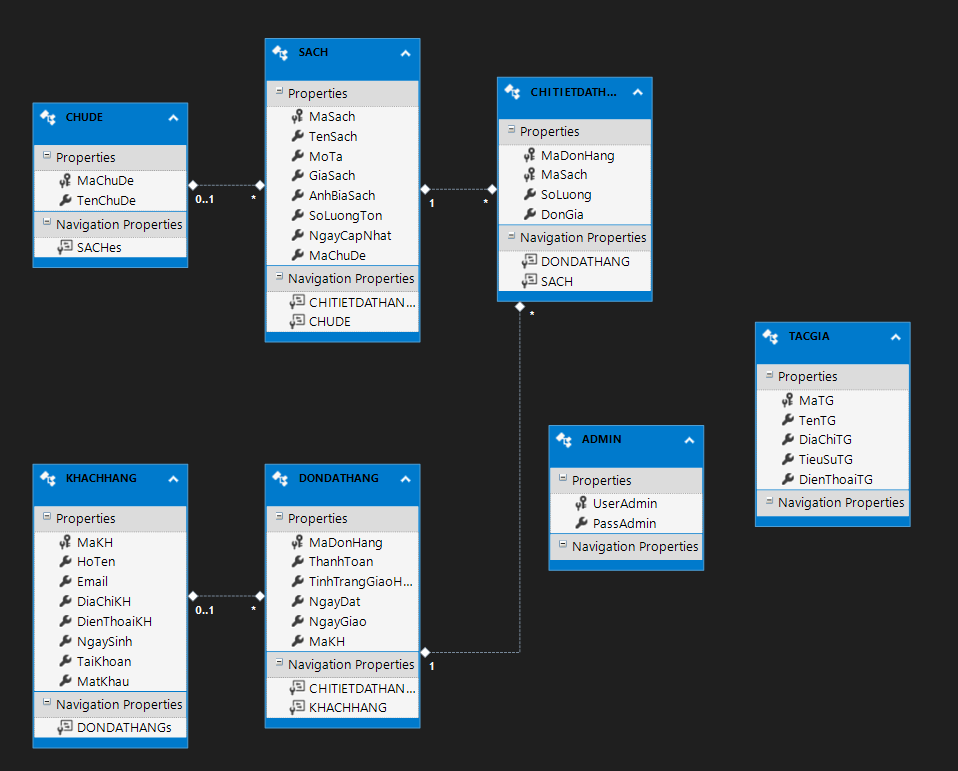 CHUDE
Properties
MaChuDe
TenChuDe
Navigation Properties
SACHes
0..1
*
SACH
Properties
MaSach
TenSach
MoTa
GiaSach
AnhBiaSach
SoLuongTon
NgayCapNhat
MaChuDe
Navigation Properties
CHITIETDATHAN...
CHUDE
1
*
CHITIETDATH...
Properties
MaDonHang
MaSach
SoLuong
DonGia
Navigation Properties
DONDATHANG
SACH
*
TACGIA
Properties
MaTG
TenTG
DiaChiTG
TieuSuTG
DienThoaiTG
Navigation Properties
ADMIN
Properties
UserAdmin
PassAdmin
Navigation Properties
KHACHHANG
Properties
MaKH
HoTen
Email
DiaChiKH
DienThoaiKH
NgaySinh
TaiKhoan
MatKhau
Navigation Properties
DONDATHANGs
0..1
*
DONDATHANG
Properties
MaDonHang
ThanhToan
TinhTrangGiaoH...
NgayDat
NgayGiao
MaKH
Navigation Properties
CHITIETDATHAN...
KHACHHANG
1